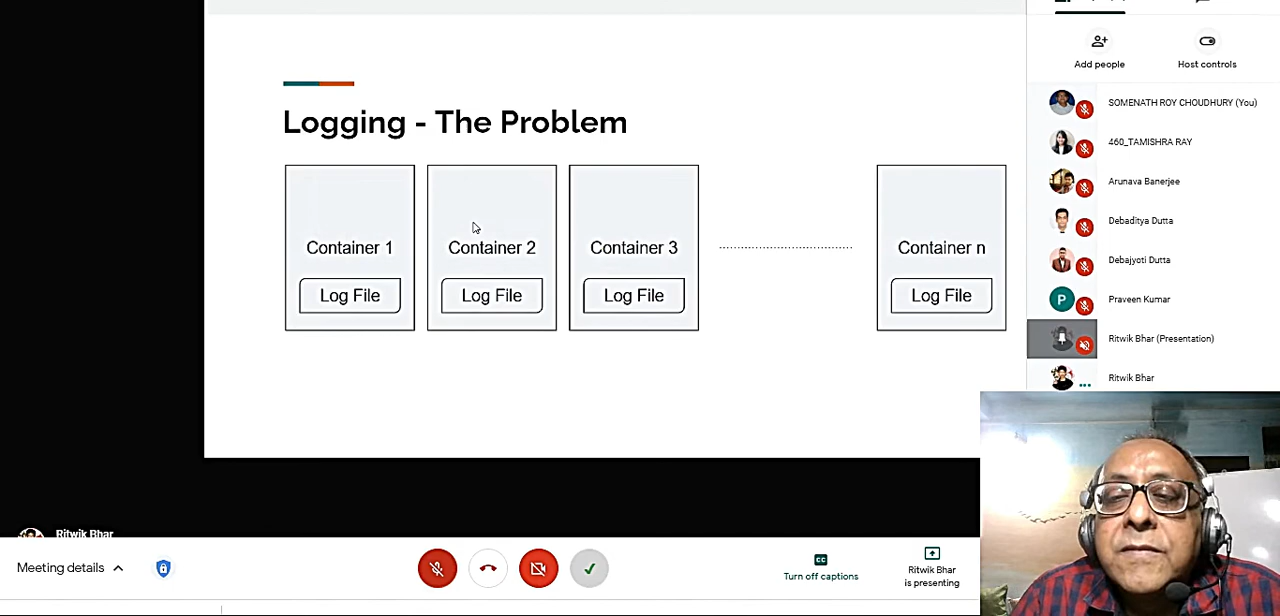 Logging - The Problem
Container 1
Log File
Container 2
Log File
Container 3
Log File
Container n
Log File
Add people
Host controls
SOMENATH ROY CHOUDHURY (You)
460_TAMISHRA RAY
Arunava Banerjee
Debaditya Dutta
Debajyoti Dutta
P
Praveen Kumar
Ritwik Bhar (Presentation)
Ritwik Bhar
Ritwik Bhar
Meeting details
CC
Turn off captions
Ritwik Bhar
is presenting